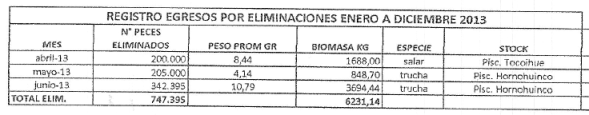 REGISTRO EGRESOS POR ELIMINACIONES ENERO A DICIEMBRE 2013
MES N° PECES ELIMINADOS PESO PROM GR BIOMASA KG ESPECIE STOCK
abril-13 200.000 8,44 1688,00 salar Pisc. Tocoihue
mayo-13 205.000 4,14 848,70 trucha Pisc. Hornohuinco
junio-13 342.395 10,79 3694,44 trucha Pisc. Hornohuinco
TOTAL ELIM. 747.395 6231,14